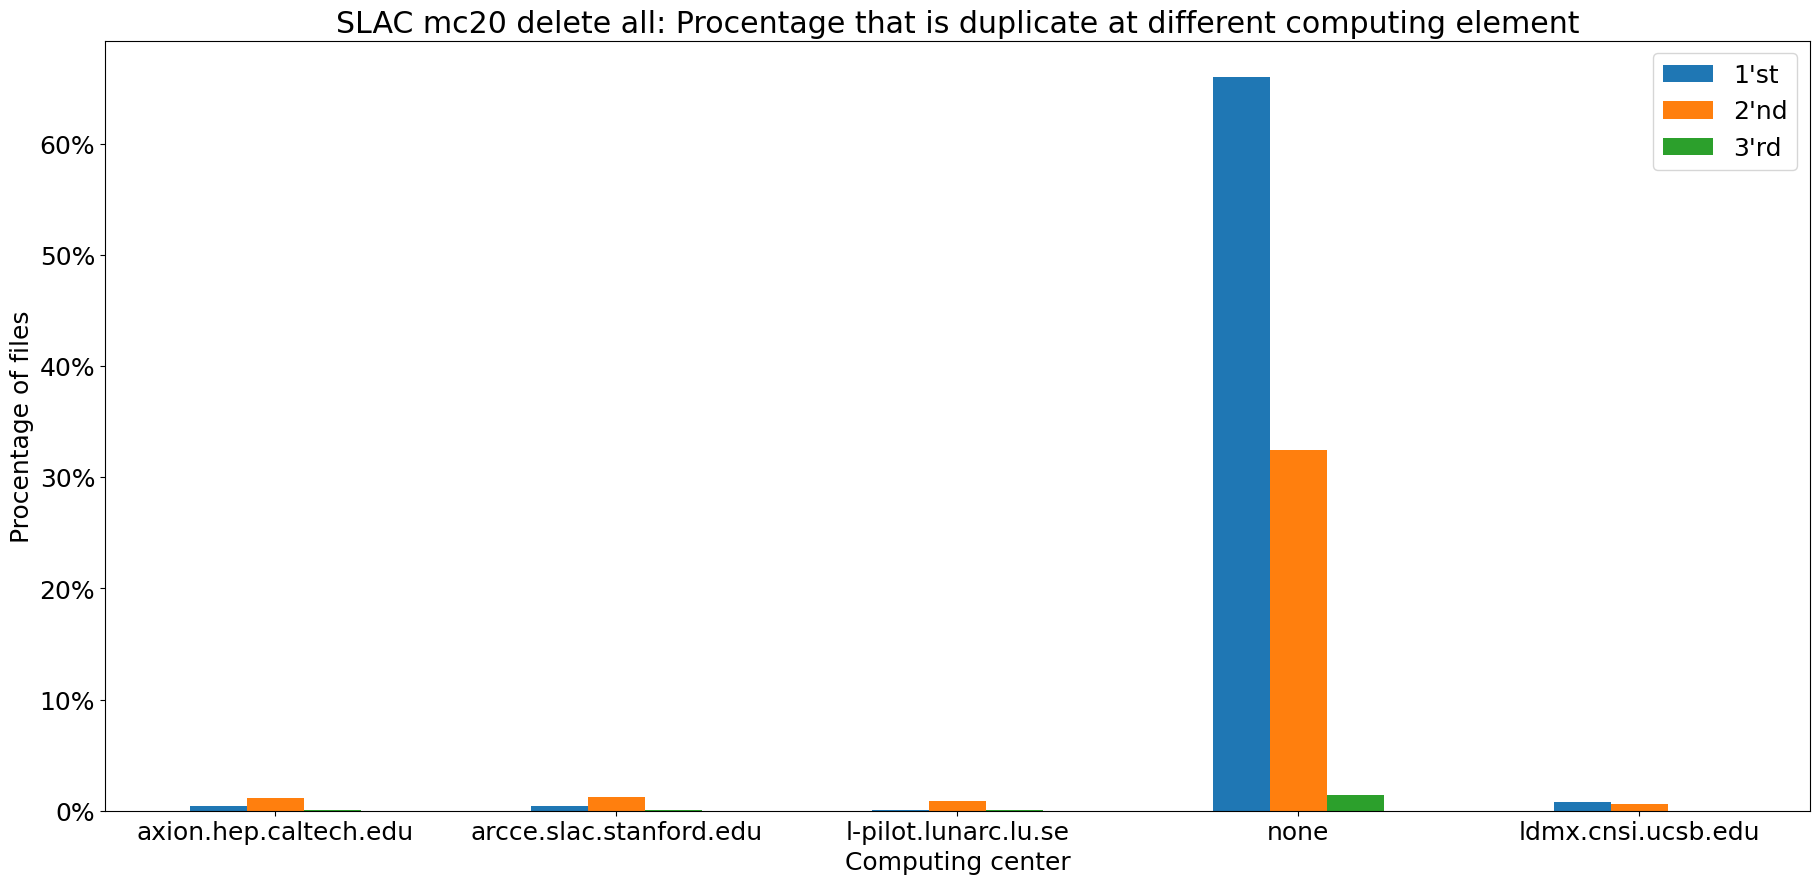 SLAC mc20 delete all: Procentage that is duplicate at different computing element
1'st
2'nd
3'rd
Procentage of files
60%
50%
40%
30%
20%
10%
0%
axion.hep.caltech.edu
arcce.slac.stanford.edu
l-pilot.lunarc.lu.se
none
ldmx.cnsi.ucsb.edu
Computing center